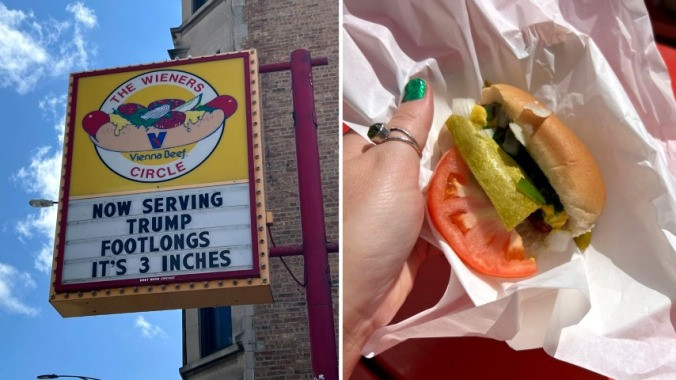 THE WIENERS
V
Vienna Beef
CIRCLE
NOW SERVING
TRUMP
FOOTLONGS
IT'S 3 INCHES